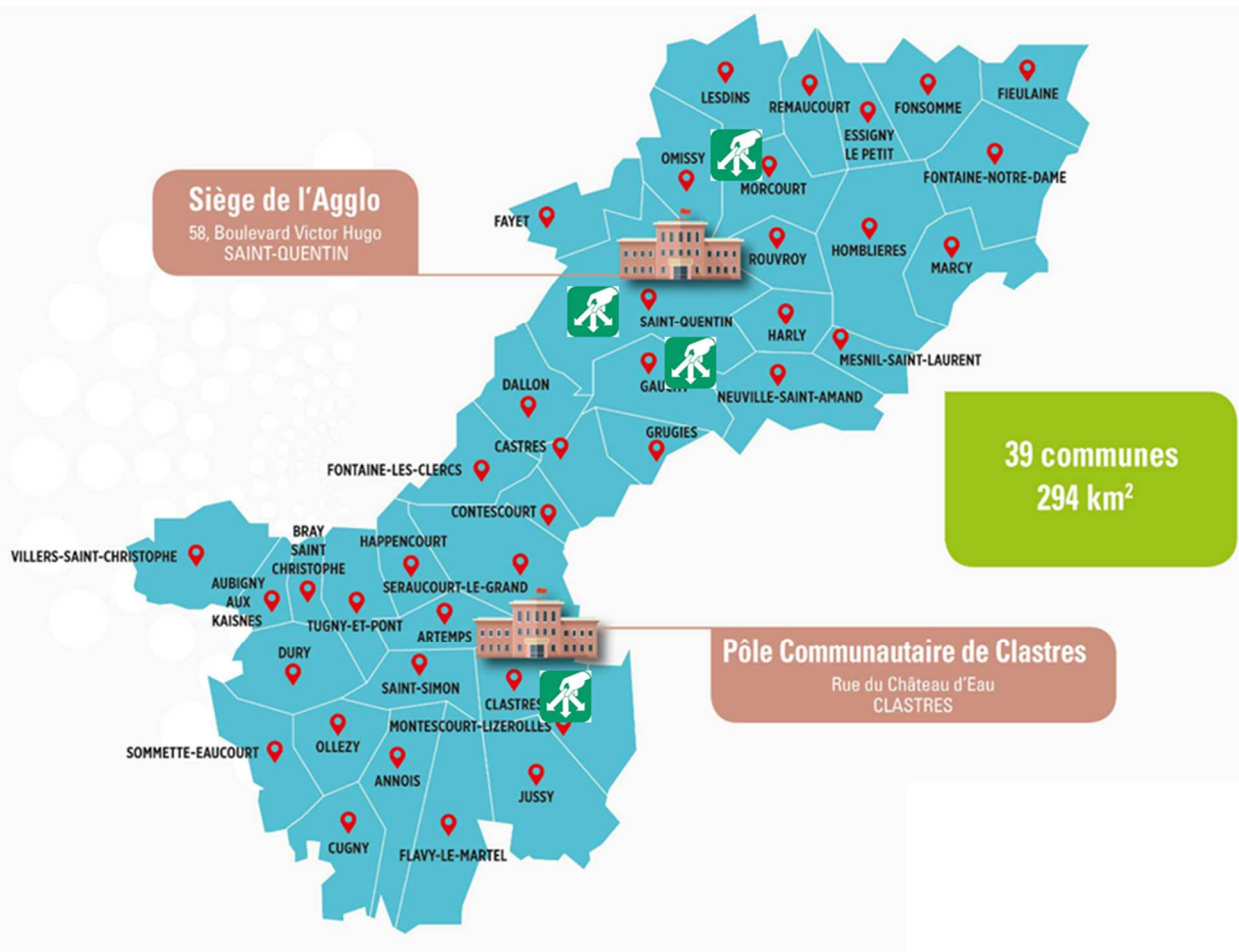 LESDINS
REMAUCOURT
ESSIGNY
LE PETIT
FONSOMME
FIEULAINE
OMISSY
MORCOURT
FONTAINE-NOTRE-DAME
Siège de l'Agglo
58, Boulevard Victor Hugo
SAINT-QUENTIN
FAYET
ROUVROY
HOMBLIERES
MARCY
SAINT-QUENTIN
HARLY
MESNIL-SAINT-LAURENT
GAUCHY
NEUVILLE-SAINT-AMAND
DALLON
CASTRES
GRUGIES
FONTAINE-LES-CLERCS
39 communes
294 km²
CONTESCOURT
VILLERS-SAINT-CHRISTOPHE
BRAY
SAINT
CHRISTOPHE
HAPPENCOURT
SERAUCOURT-LE-GRAND
AUBIGNY
AUX
KAISNES
TUGNY-ET-PONT
ARTEMPS
DURY
SAINT-SIMON
CLASTRES
Pôle Communautaire de Clastres
Rue du Château d'Eau
CLASTRES
MONTESCOURT-LIZEROLLES
SOMMETTE-EAUCOURT
OLLEZY
ANNOIS
JUSSY
CUGNY
FLAVY-LE-MARTEL